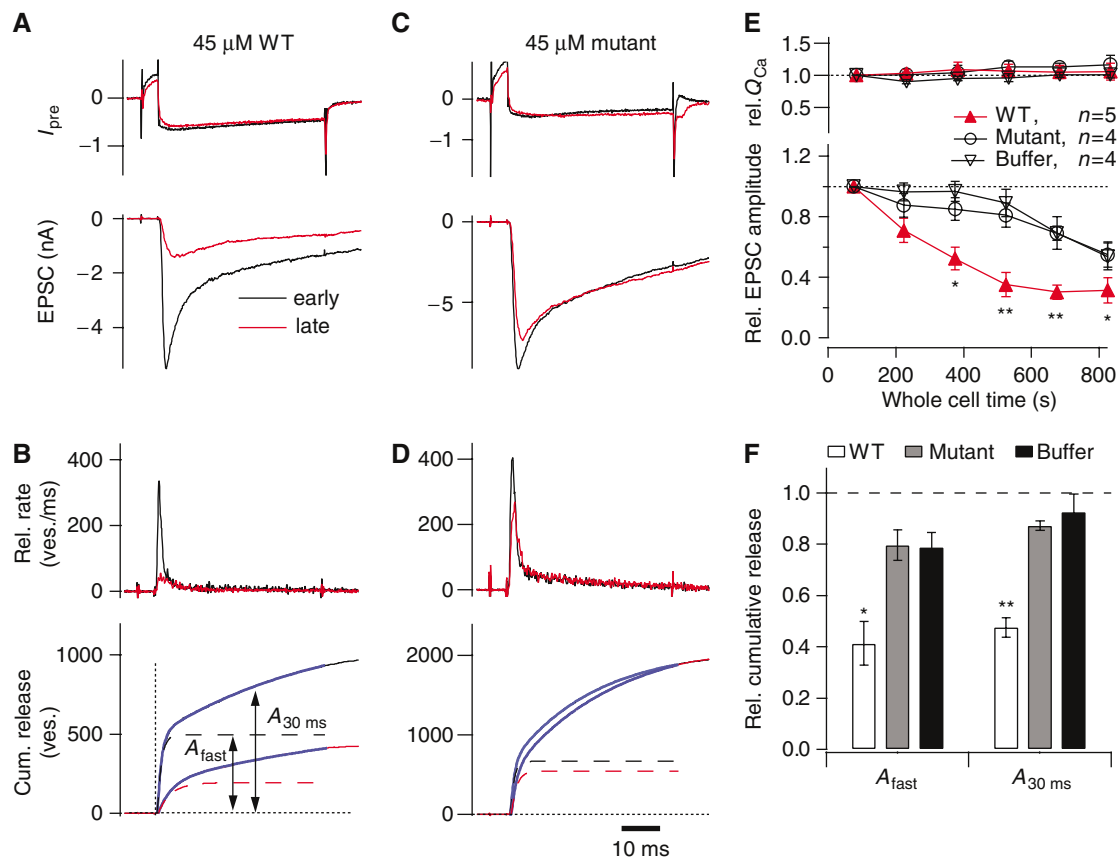 A
45 μM WT
0
−1
I pre
0
−2
−4
EPSC (nA)
early
late
C
45 μM mutant
0
−1
0
−5
E
1.5
1.0
0.5
rel. Q Ca
WT, n=5
Mutant, n=4
Buffer, n=4
1.2
0.8
0.4
0.0
Rel. EPSC amplitude
*
**
**
*
0 200 400 600 800
Whole cell time (s)
B
400
200
0
Rel. rate
(ves./ms)
1000
500
0
Cum. release
(ves.)
A fast
A 30 ms
D
400
200
0
2000
1000
0
10 ms
F
WT Mutant Buffer
1.0
0.8
0.6
0.4
0.2
0.0
Rel. cumulative release
*
**
A fast
A 30 ms